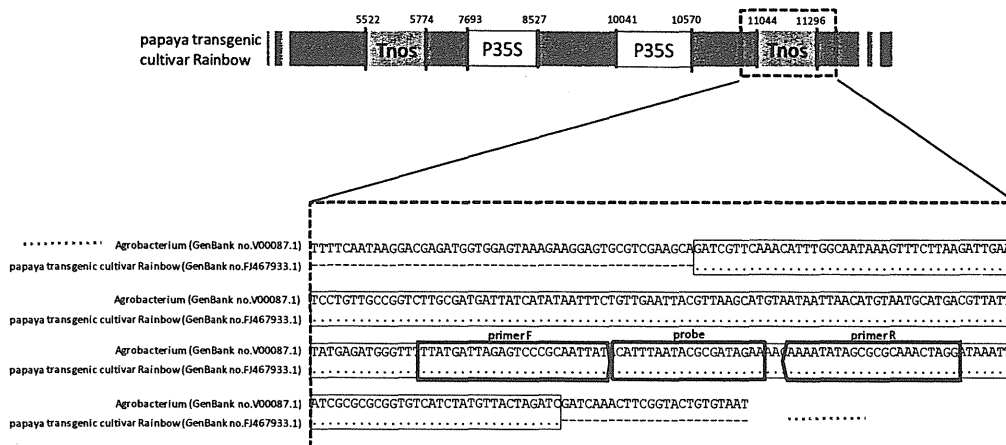 5522 5774 7693 8527 10041 10570 11044 11296
papaya transgenic cultivar Rainbow
Tnos P35S P35S Tnos
Agrobacterium (GenBank no.V00087.1) TTTTCAATAAGGACGAGATGGTGGAGTAAAGAAGGAGTGCGTCGAAGCAGATCGTTCAAACATTTGGCAATAAAGTTTCTTAAGATTGAA
papaya transgenic cultivar Rainbow (GenBank no.FJ467933.1)
Agrobacterium (GenBank no.V00087.1) TCCTGTTGCCGGTCTTGCGATGATTATCATATAATTTCTGTTGAATTACGTTAAGCATGTAATAATTAACATGTAATGCATGACGTTATT
papaya transgenic cultivar Rainbow (GenBank no.FJ467933.1)
primer F probe primer R
Agrobacterium (GenBank no.V00087.1) TATGAGATGGGTTTTTATGATTAGAGTCCCGCAATTATACATTTAATACGCGATAGAAAACAAAATATAGCGCGCAAACTAGGATAAATT
papaya transgenic cultivar Rainbow (GenBank no.FJ467933.1)
Agrobacterium (GenBank no.V00087.1) ATCGCGCGCGGTGTCATCTATGTTACTAGATCGATCAAACTTCGGTACTGTGTAAT
papaya transgenic cultivar Rainbow (GenBank no.FJ467933.1)